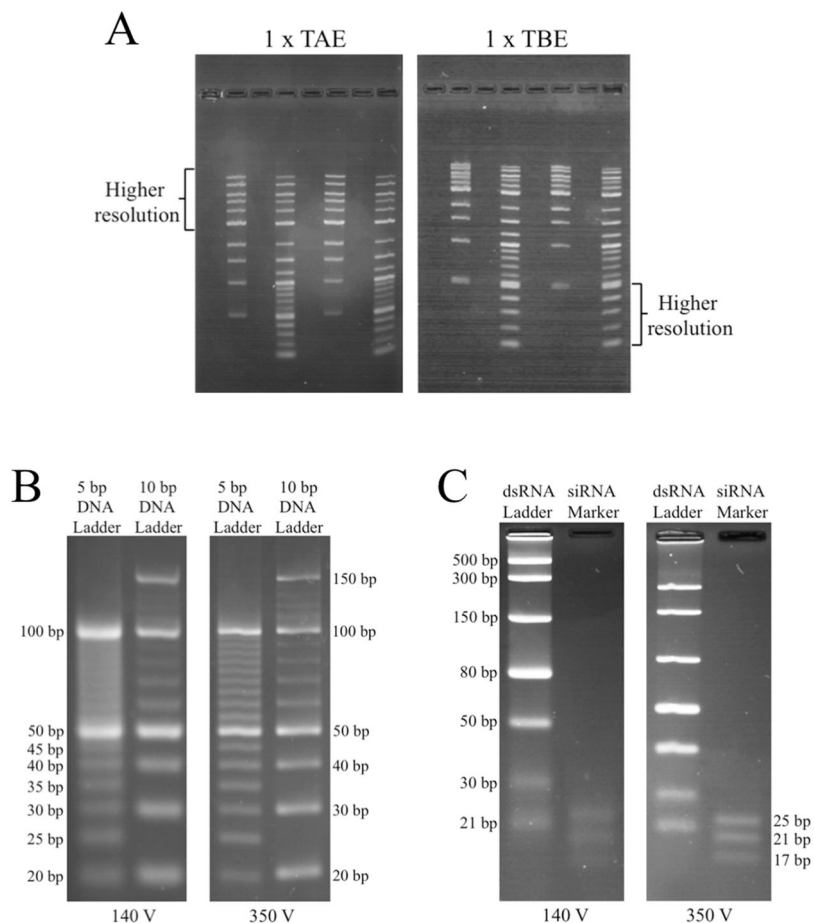 A
1 x TAE
1 x TBE
Higher
resolution
Higher
resolution
B
5 bp
DNA
Ladder
10 bp
DNA
Ladder
5 bp
DNA
Ladder
10 bp
DNA
Ladder
100 bp
50 bp
45 bp
40 bp
35 bp
30 bp
25 bp
20 bp
150 bp
100 bp
50 bp
40 bp
30 bp
20 bp
140 V
350 V
C
dsRNA
Ladder
siRNA
Marker
dsRNA
Ladder
siRNA
Marker
500 bp
300 bp
150 bp
80 bp
50 bp
30 bp
21 bp
25 bp
21 bp
17 bp
140 V
350 V